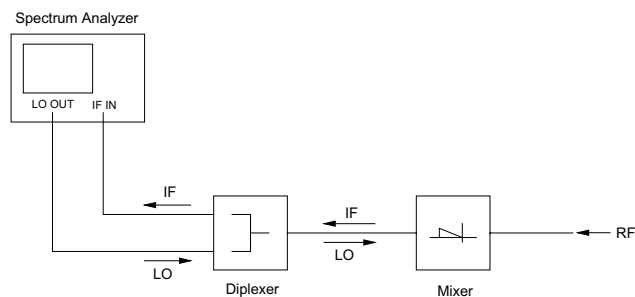 Spectrum Analyzer
LO OUT IF IN
IF
IF
RF
LO
LO
Diplexer
Mixer